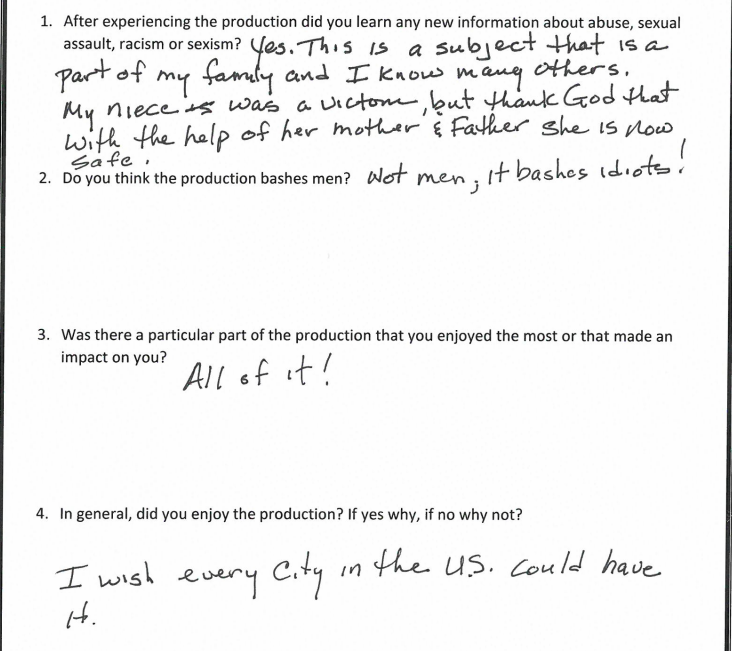 1. After experiencing the production did you learn any new information about abuse, sexual
assault, racism or sexism? Yes. This is a subject that is a
part of my family and I know many others.
My niece is was a victom, but thank God that
with the help of her mother & Father she is now
safe.
2. Do you think the production bashes men? Not men; it bashes idiots!
3. Was there a particular part of the production that you enjoyed the most or that made an
impact on you?
All of it!
4. In general, did you enjoy the production? If yes why, if no why not?
I wish every City in the U.S. could have
it.